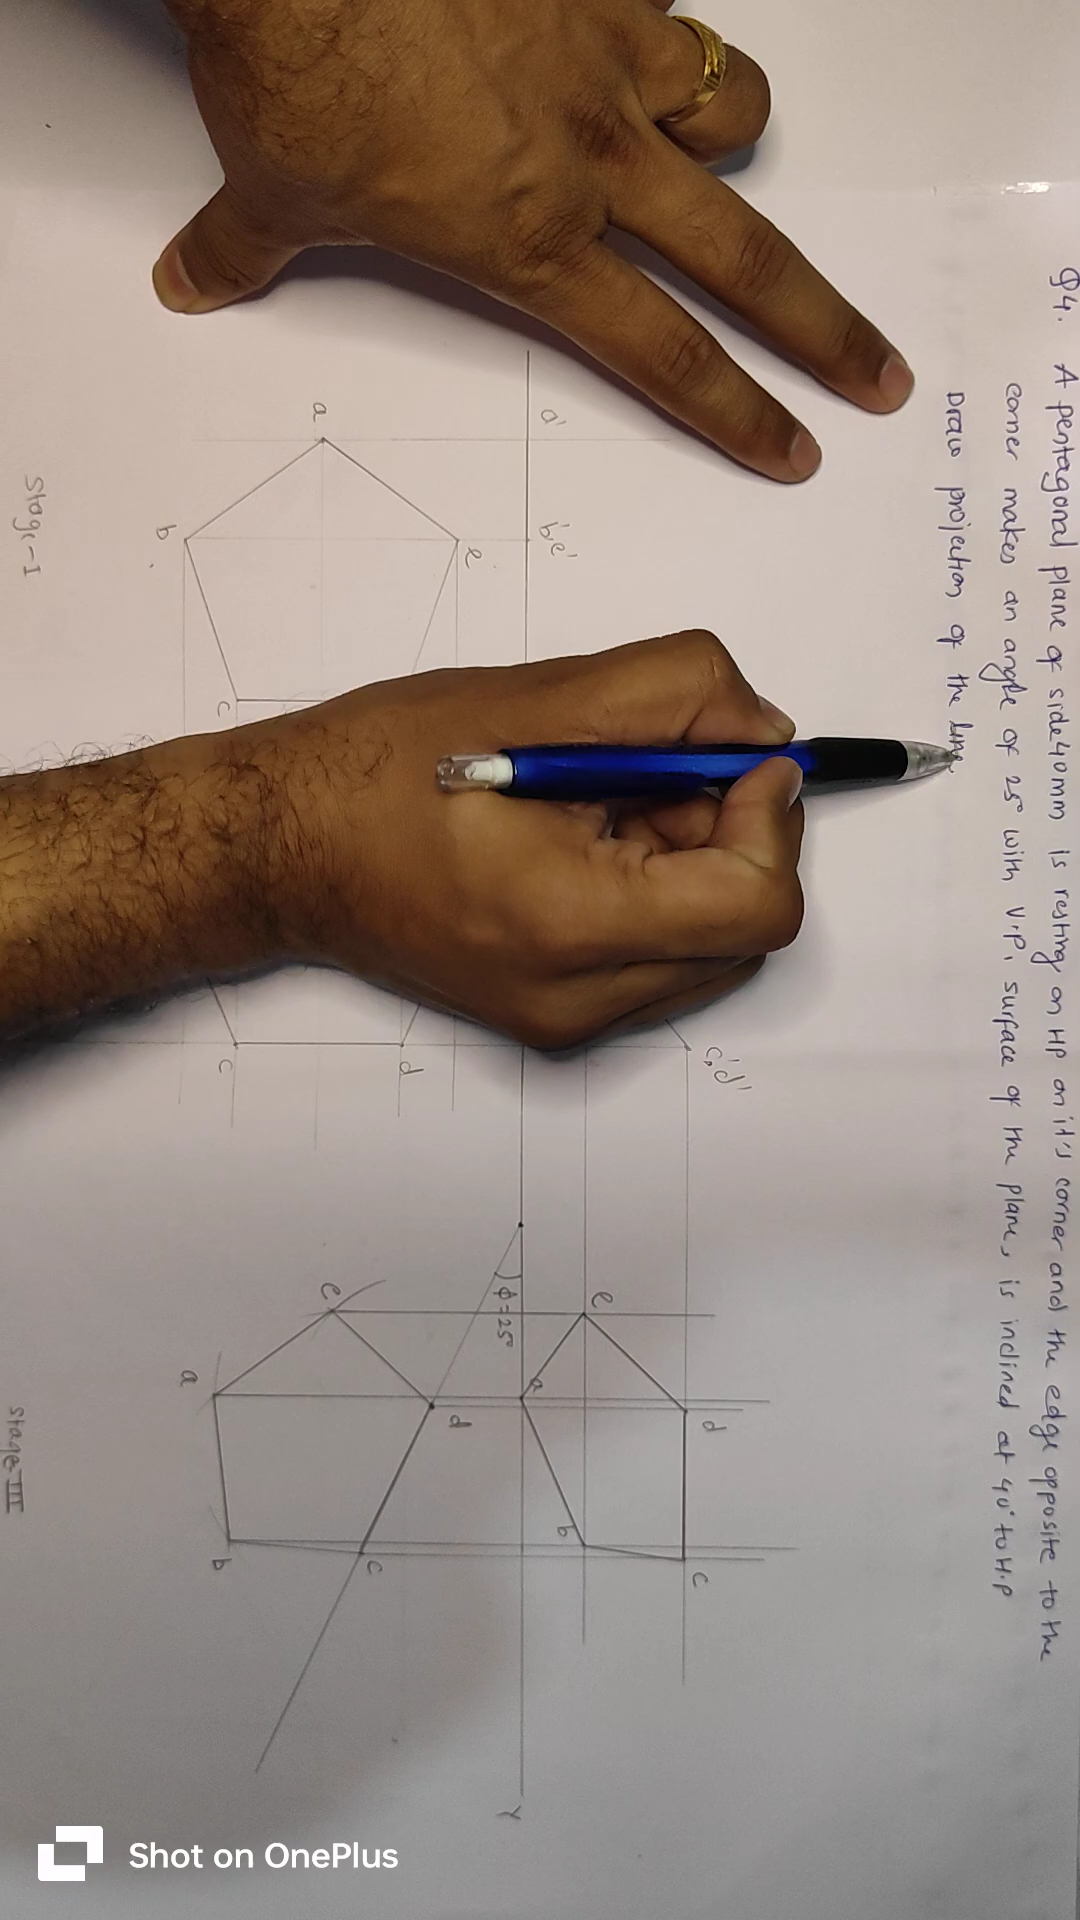 Q4. A pentagonal plane of side 40mm is resting on HP on it's corner and the edge opposite to the
corner makes an angle of 25° with V.P, surface of the plane, is inclined at 40° to H.P
Draw projection of the line
a'
b',e'
c',d'
a
b
c
e
c
d
e
a
d
b
c
ϕ=25°
e
a
b
d
c
Y
Stage-I
Stage-III
Shot on OnePlus